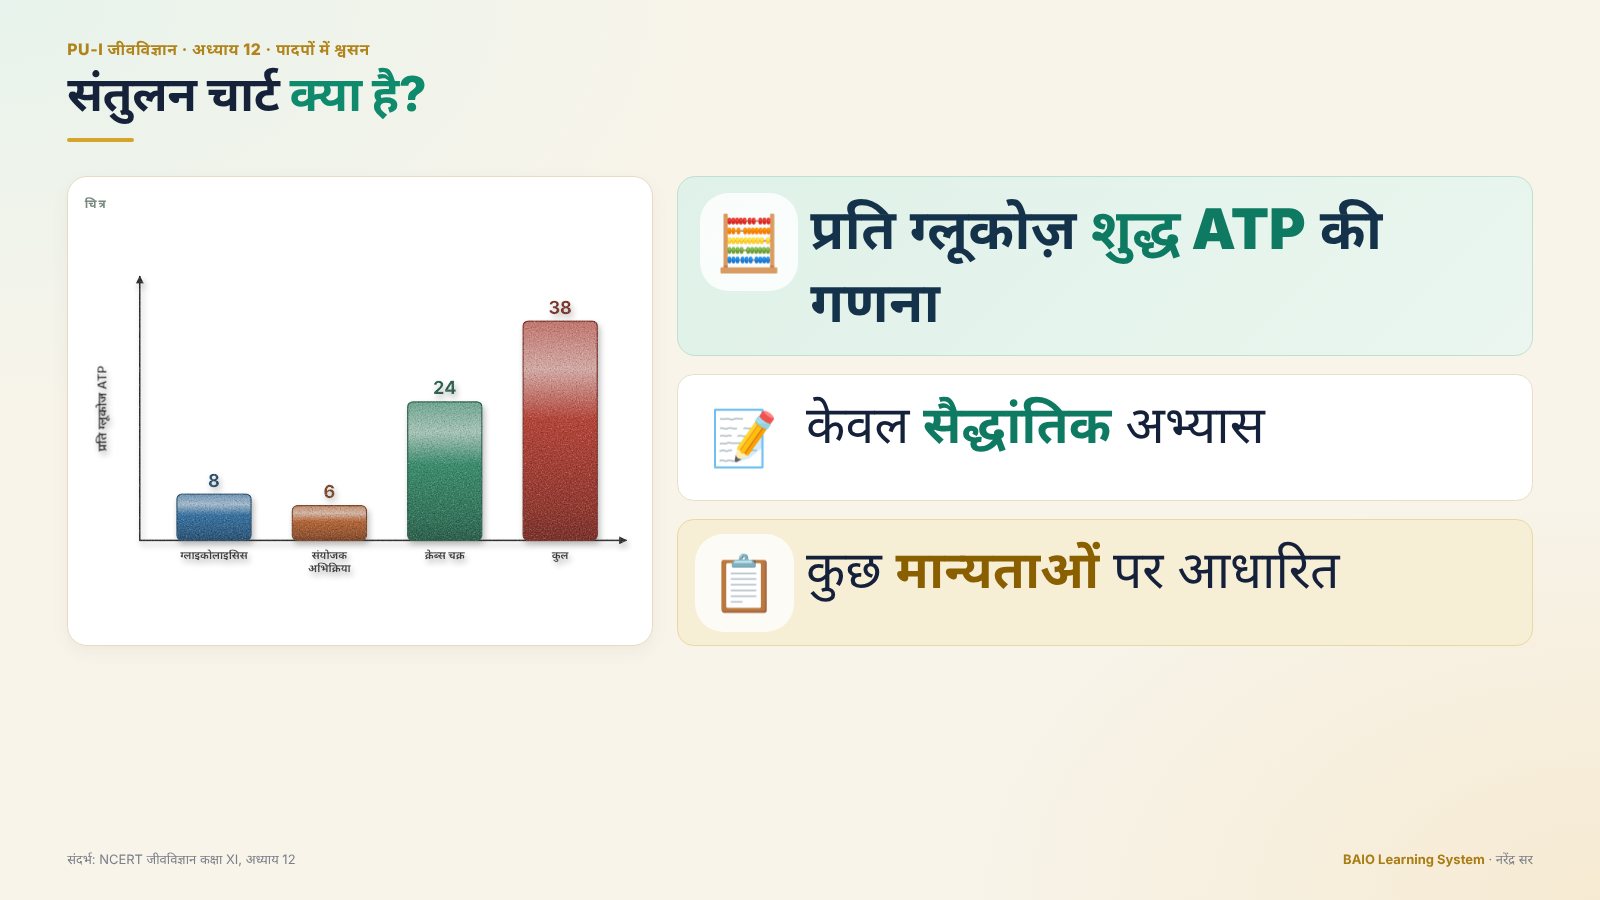 PU-I जीवविज्ञान · अध्याय 12 · पादपों में श्वसन
संतुलन चार्ट क्या है?
चित्र
प्रति ग्लूकोज ATP
8
6
24
38
ग्लाइकोलाइसिस
संयोजक
अभिक्रिया
क्रेब्स चक्र
कुल
प्रति ग्लूकोज़ शुद्ध ATP की
गणना
केवल सैद्धांतिक अभ्यास
कुछ मान्यताओं पर आधारित
संदर्भ: NCERT जीवविज्ञान कक्षा XI, अध्याय 12
BAIO Learning System · नरेंद्र सर